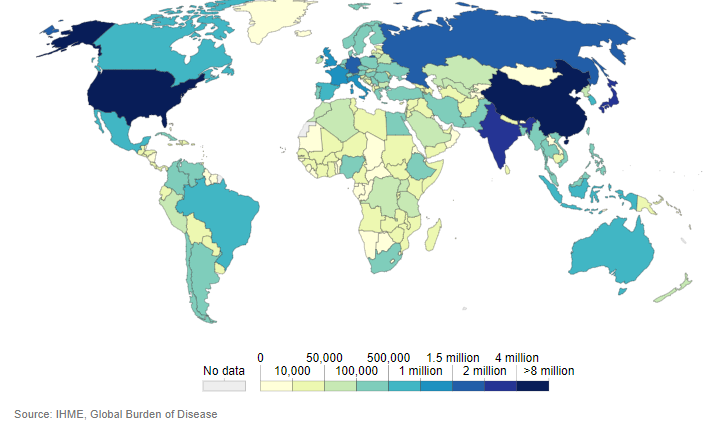 0 50,000 500,000 1.5 million 4 million
No data 10,000 100,000 1 million 2 million >8 million
Source: IHME, Global Burden of Disease